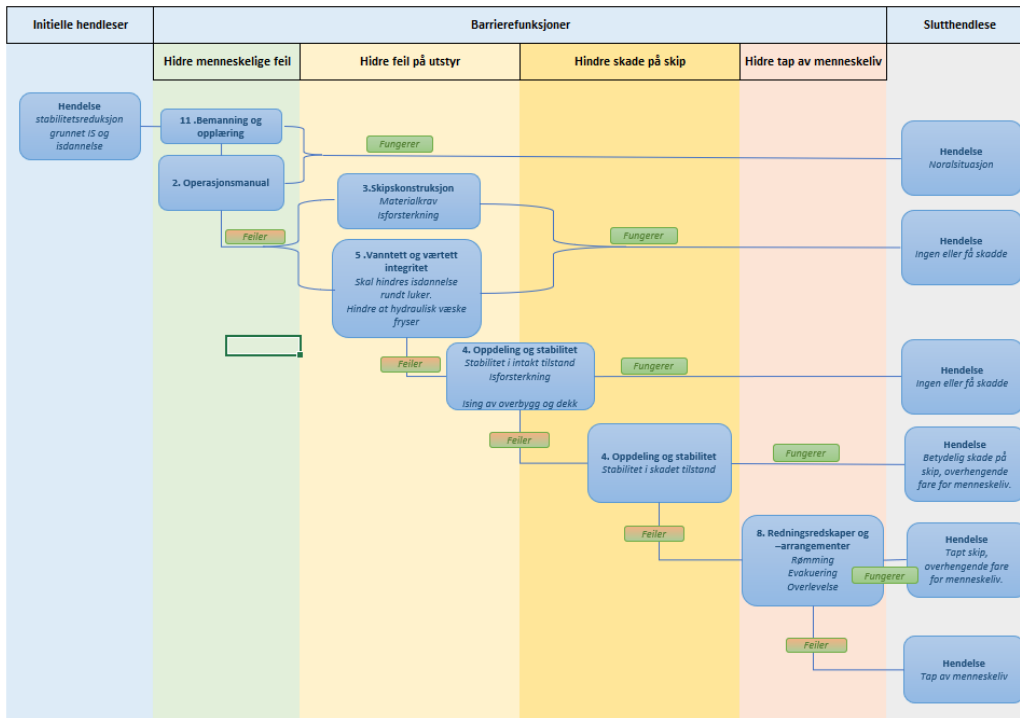 Initielle hendleser
Barrierefunksjoner
Slutthendlese
Hidre menneskelige feil
Hidre feil på utstyr
Hindre skade på skip
Hidre tap av menneskeliv
Hendelse
stabilitetsreduksjon
grunnet IS og
isdannelse
11 .Bemanning og
opplæring
2. Operasjonsmanual
Fungerer
Hendelse
Noralsituasjon
Feiler
3.Skipskonstruksjon
Materialkrav
Isforsterkning
5 .Vanntett og værtett
integritet
Skal hindres isdannelse
rundt luker.
Hindre at hydraulisk væske
fryser
Fungerer
Hendelse
Ingen eller få skadde
Feiler
4. Oppdeling og stabilitet
Stabilitet i intakt tilstand
Isforsterkning
Ising av overbygg og dekk
Fungerer
Hendelse
Ingen eller få skadde
Feiler
4. Oppdeling og stabilitet
Stabilitet i skadet tilstand
Fungerer
Hendelse
Betydelig skade på
skip, overhengende
fare for menneskeliv.
Feiler
8. Redningsredskaper og
–arrangementer
Rømming
Evakuering
Overlevelse
Fungerer
Hendelse
Tapt skip,
overhengende fare
for menneskeliv.
Feiler
Hendelse
Tap av menneskeliv